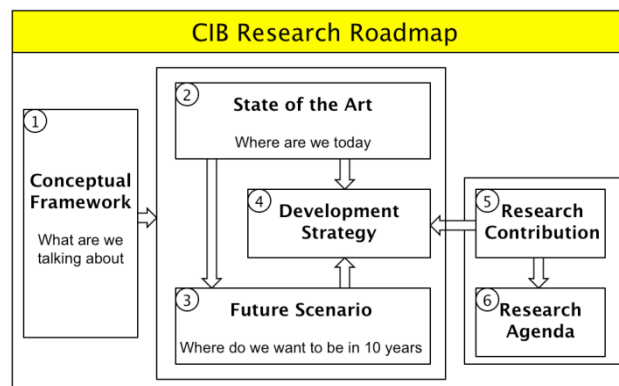 CIB Research Roadmap
1
Conceptual
Framework
What are we
talking about
2
State of the Art
Where are we today
4
Development
Strategy
3
Future Scenario
Where do we want to be in 10 years
5
Research
Contribution
6
Research
Agenda